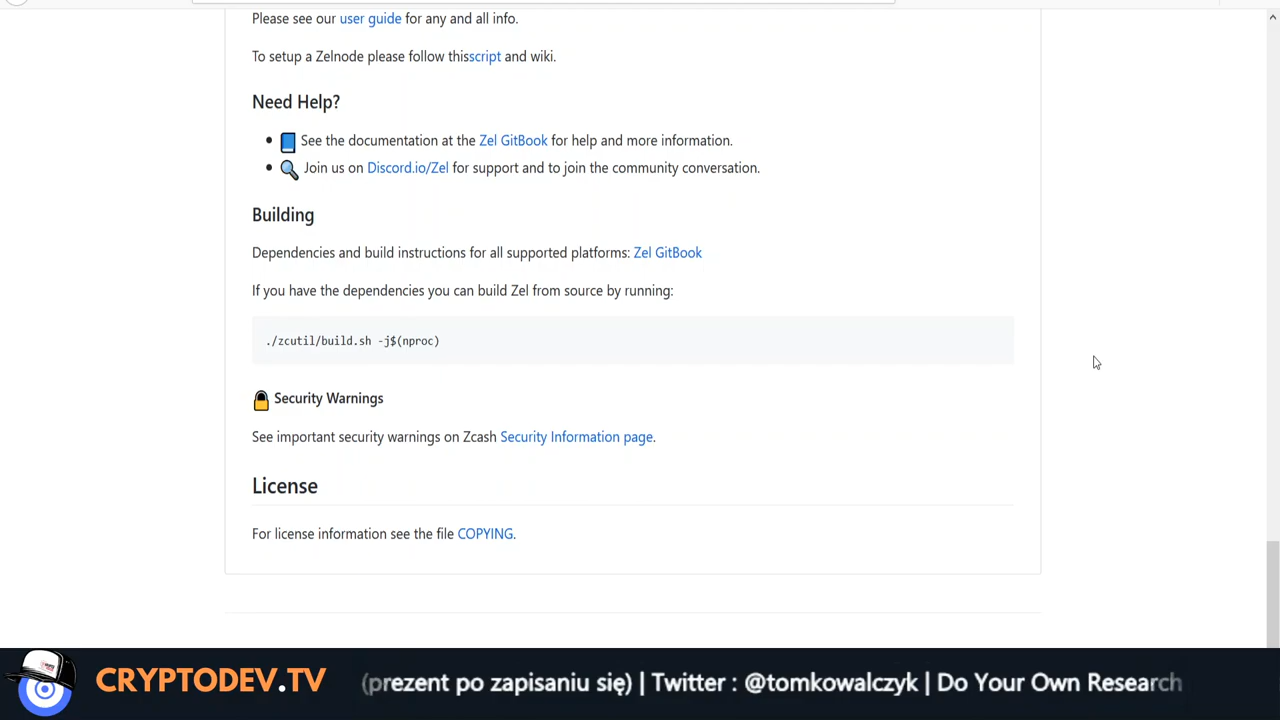 Please see our user guide for any and all info.
To setup a Zelnode please follow thisscript and wiki.
Need Help?
See the documentation at the Zel GitBook for help and more information.
Join us on Discord.io/Zel for support and to join the community conversation.
Building
Dependencies and build instructions for all supported platforms: Zel GitBook
If you have the dependencies you can build Zel from source by running:
./zcutil/build.sh -j$(nproc)
Security Warnings
See important security warnings on Zcash Security Information page.
License
For license information see the file COPYING.
CRYPTODEV.TV (prezent po zapisaniu się) | Twitter : @tomkowalczyk | Do Your Own Research